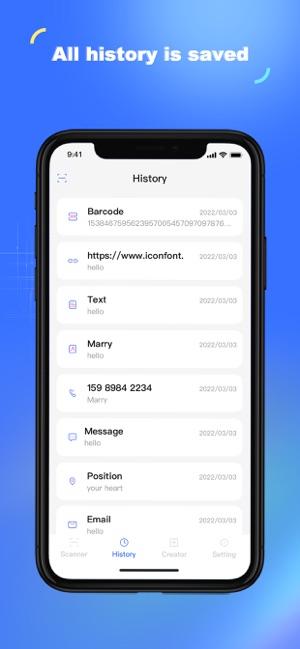 All history is saved
9:41
History
Barcode
2022/03/03
15384675956239570054570970978 76...
https://www.iconfont.
2022/03/03
hello
Text
2022/03/03
hello
Marry
2022/03/03
hello
159 8984 2234
2022/03/03
Marry
Message
2022/03/03
hello
Position
2022/03/03
your heart
Email
2022/03/03
hello
Scanner
History
Creator
Setting